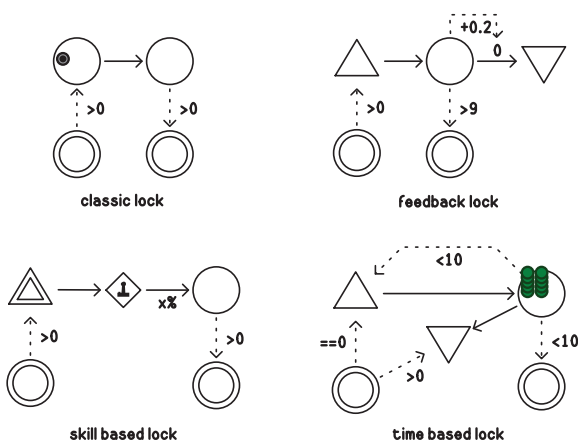 +0.2
0
>0
>0
>0
>9
classic lock
feedback lock
<10
x%
>0
>0
==0
>0
<10
skill based lock
time based lock